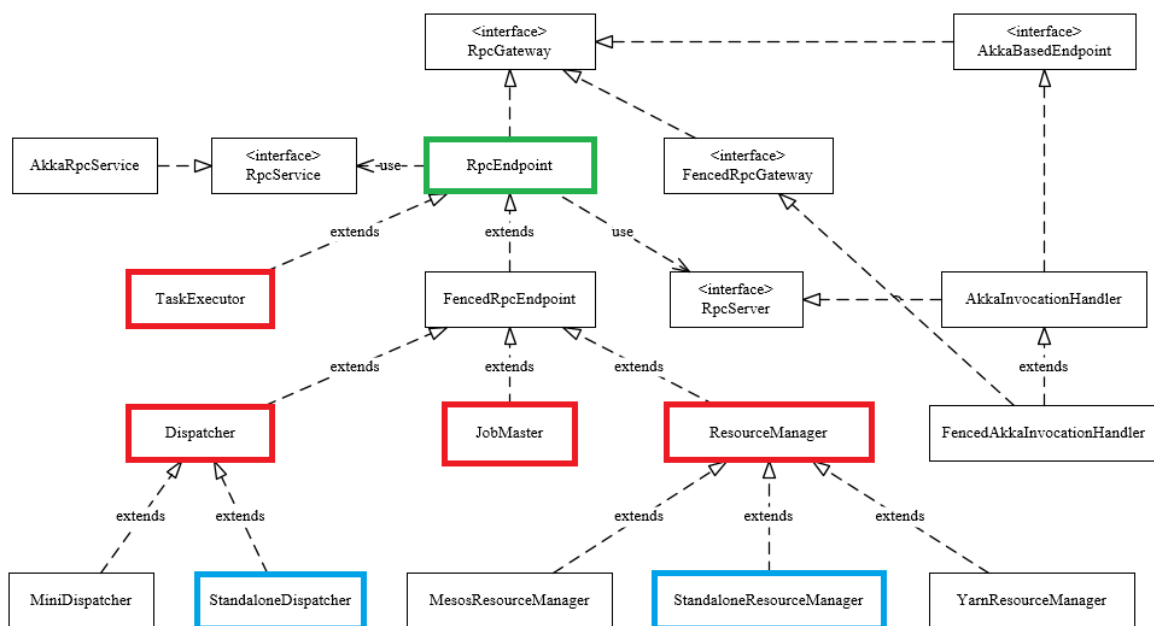 <interface>
RpcGateway
<interface>
AkkaBasedEndpoint
AkkaRpcService
<interface>
RpcService
use
RpcEndpoint
<interface>
FencedRpcGateway
extends
extends
use
TaskExecutor
FencedRpcEndpoint
<interface>
RpcServer
AkkaInvocationHandler
extends
extends
extends
extends
Dispatcher
JobMaster
ResourceManager
FencedAkkaInvocationHandler
extends
extends
extends
extends
extends
MiniDispatcher
StandaloneDispatcher
MesosResourceManager
StandaloneResourceManager
YarnResourceManager